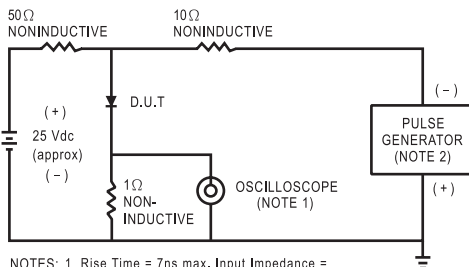 50Ω
NONINDUCTIVE
10Ω
NONINDUCTIVE
(+)
25 Vdc
(approx)
(−)
D.U.T
1Ω
NON-
INDUCTIVE
OSCILLOSCOPE
(NOTE 1)
(−)
PULSE
GENERATOR
(NOTE 2)
(+)
NOTES: 1. Rise Time = 7ns max. Input Impedance =